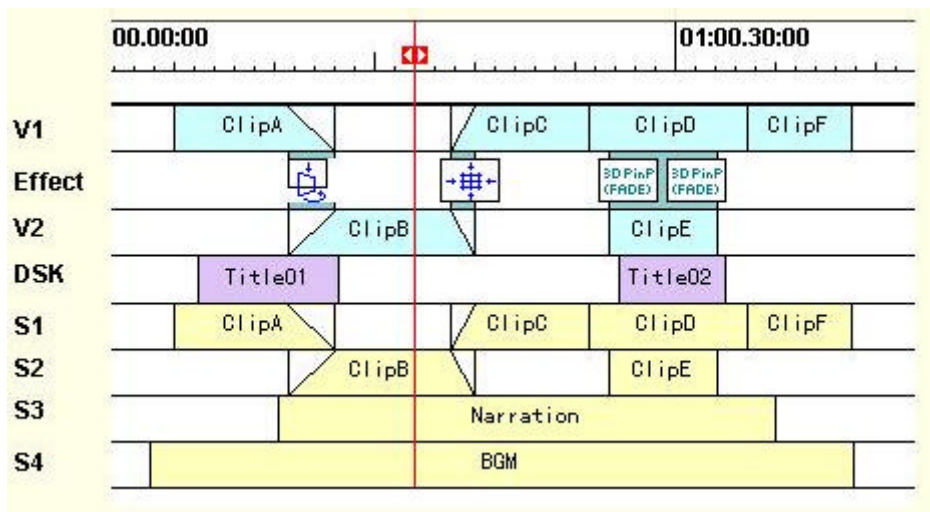 00.00:00 01:00.30:00
V1 ClipA ClipC ClipD ClipF
Effect 3D PinP (FADE) 3D PinP (FADE)
V2 ClipB ClipE
DSK Title01 Title02
S1 ClipA ClipC ClipD ClipF
S2 ClipB ClipE
S3 Narration
S4 BGM